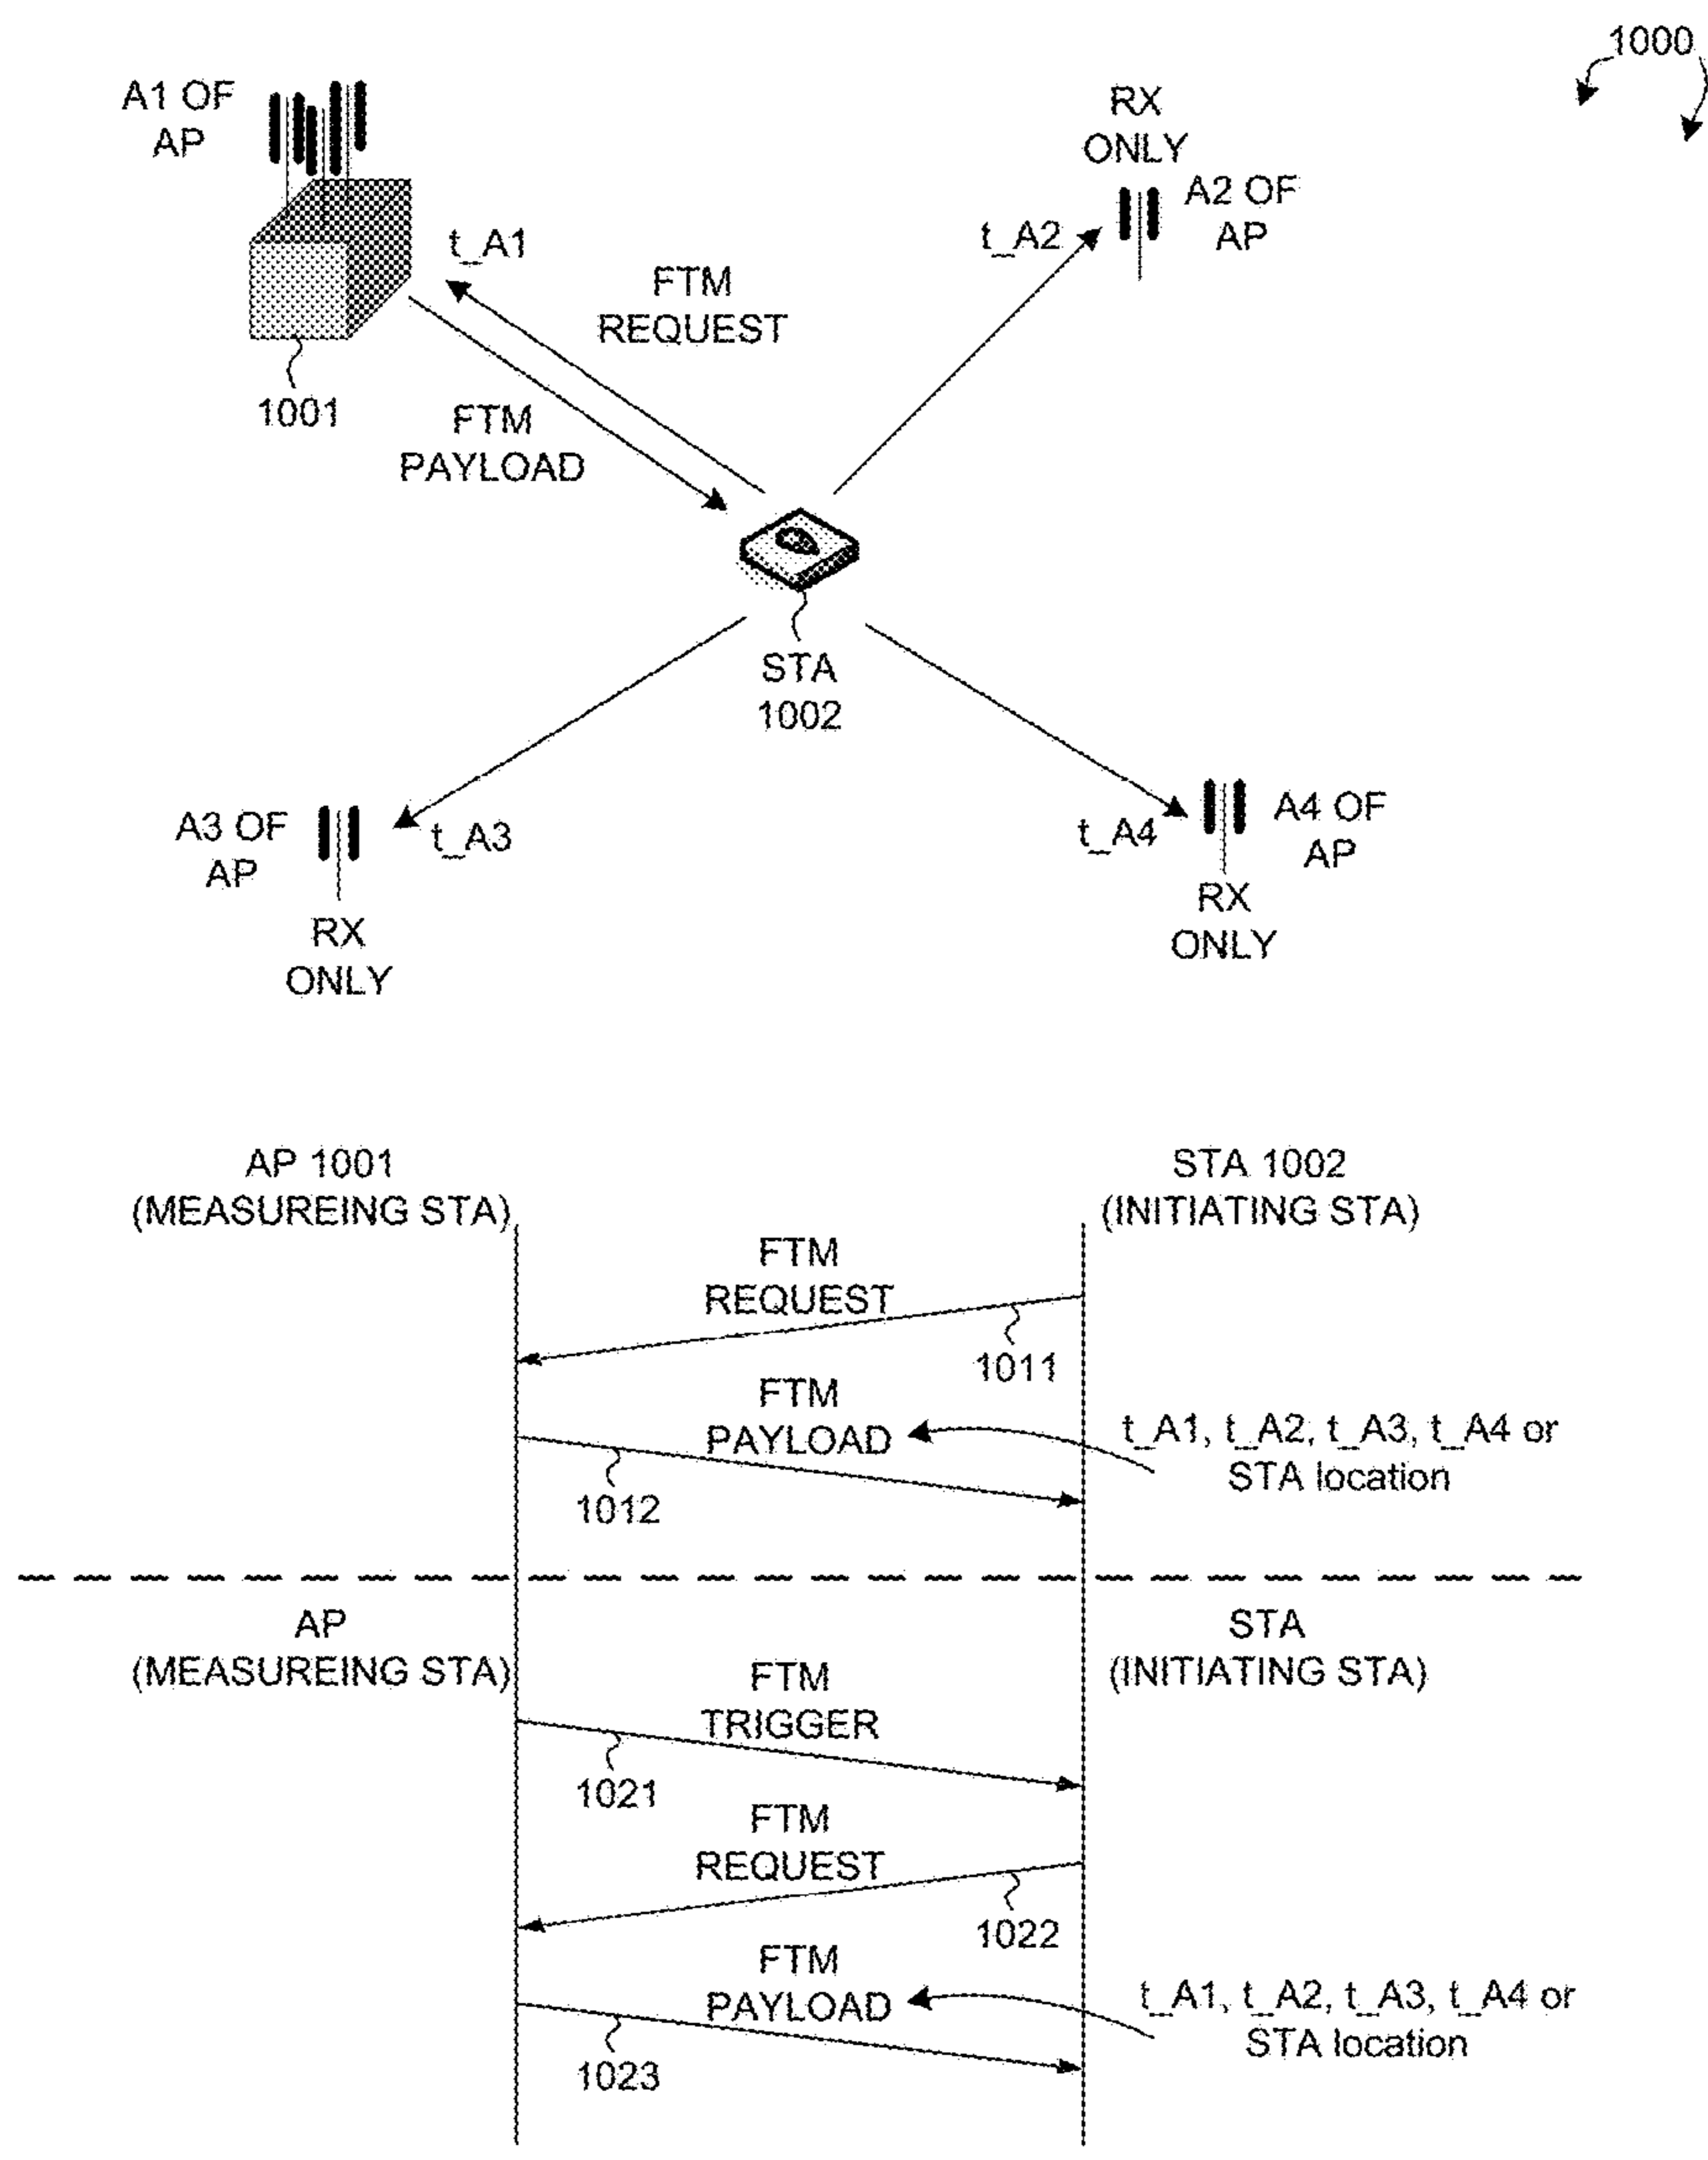 1000
A1 OF
AP
RX
ONLY
A2 OF
AP
t_A1
t_A2
FTM
REQUEST
1001
FTM
PAYLOAD
STA
1002
A3 OF
AP
t_A3
RX
ONLY
t_A4
A4 OF
AP
RX
ONLY
AP 1001
(MEASUREING STA)
STA 1002
(INITIATING STA)
FTM
REQUEST
1011
FTM
PAYLOAD
t_A1, t_A2, t_A3, t_A4 or
STA location
1012
AP
(MEASUREING STA)
STA
(INITIATING STA)
FTM
TRIGGER
1021
FTM
REQUEST
1022
FTM
PAYLOAD
t_A1, t_A2, t_A3, t_A4 or
STA location
1023